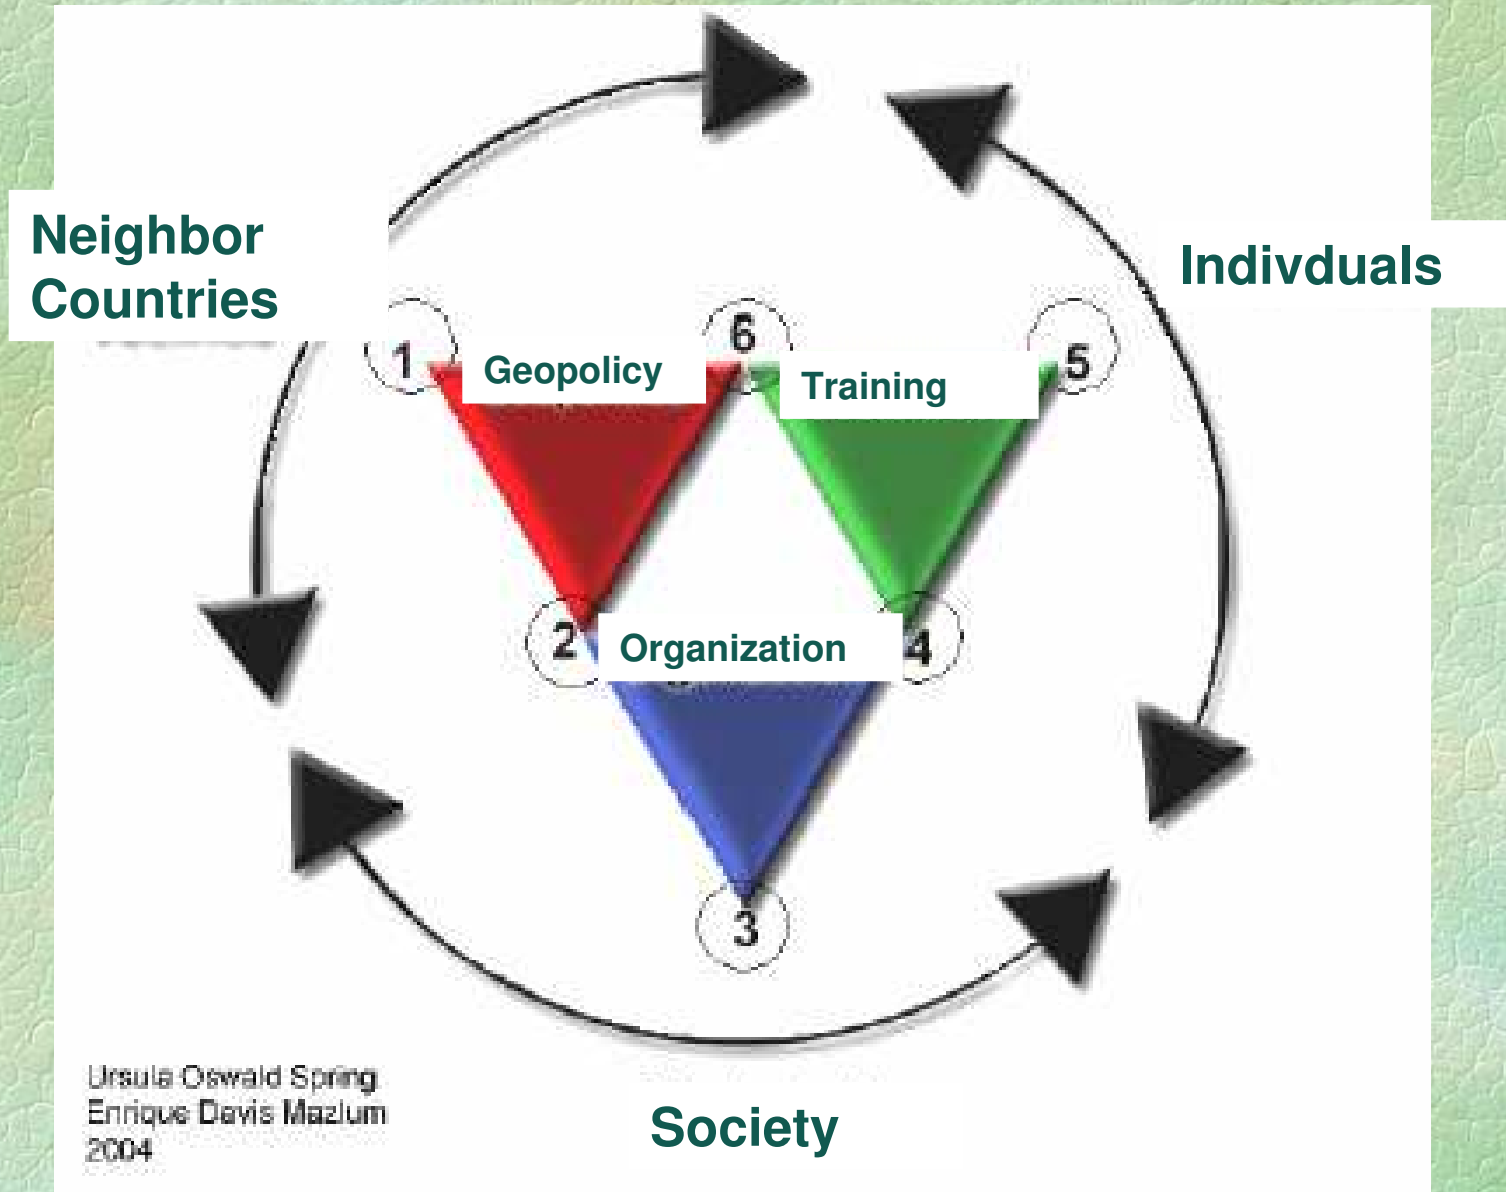 Neighbor
Countries
Indivduals
1
6
5
Geopolicy
Training
2
Organization
4
3
Ursula Oswald Spring
Enrique Davis Mazlum
2004
Society